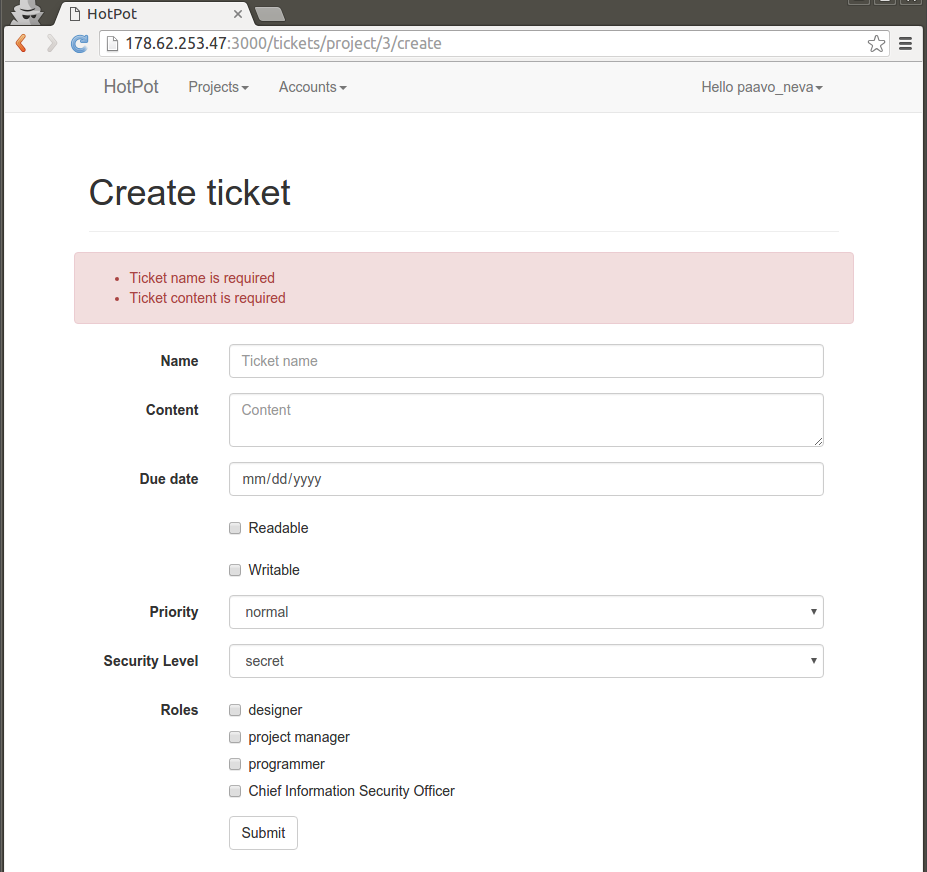 HotPot
178.62.253.47:3000/tickets/project/3/create
HotPot Projects Accounts Hello paavo_neva
Create ticket
Ticket name is required
Ticket content is required
Name Ticket name
Content Content
Due date mm/dd/yyyy
Readable
Writable
Priority normal
Security Level secret
Roles designer
project manager
programmer
Chief Information Security Officer
Submit